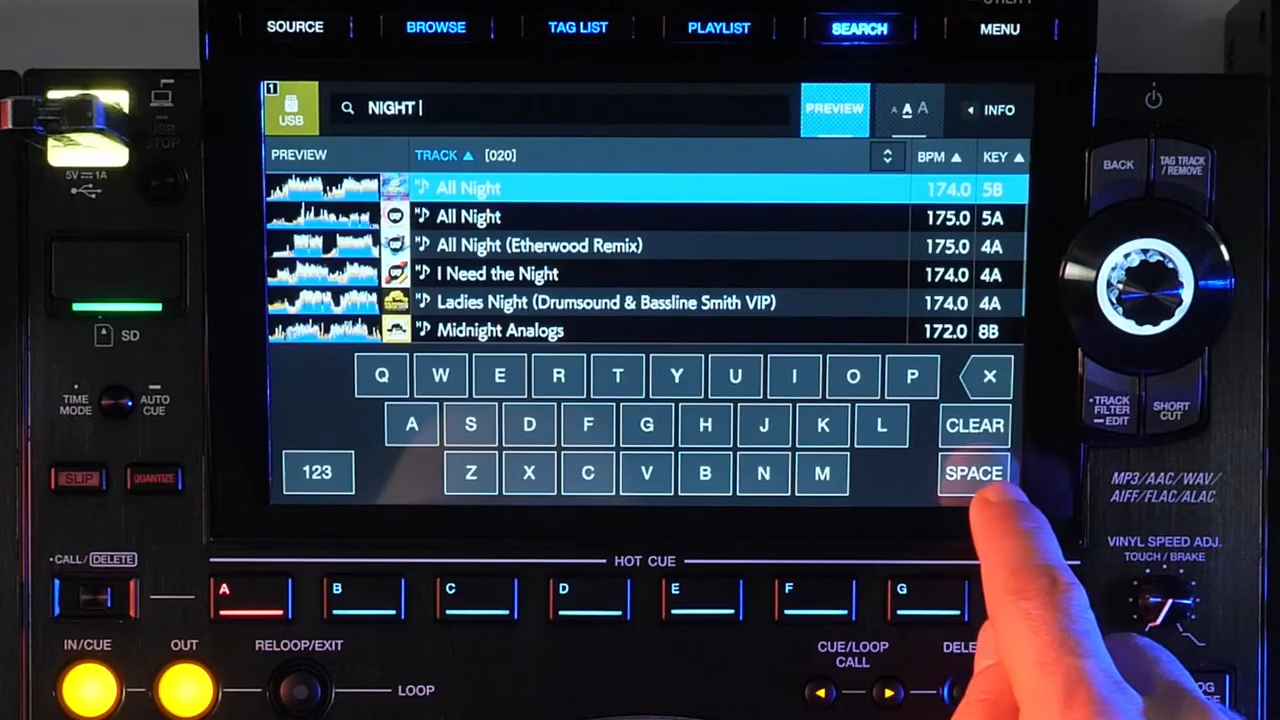 UTILITY
SOURCE BROWSE TAG LIST PLAYLIST SEARCH MENU
1
USB
NIGHT
PREVIEW
A A A
INFO
USB
STOP
5V 1A
PREVIEW TRACK [020] BPM KEY
All Night 174.0 5B
All Night 175.0 5A
All Night (Etherwood Remix) 175.0 4A
I Need the Night 174.0 4A
Ladies Night (Drumsound & Bassline Smith VIP) 174.0 4A
Midnight Analogs 172.0 8B
BACK
TAG TRACK
/REMOVE
SD
TIME
MODE
AUTO
CUE
Q W E R T Y U I O P X
A S D F G H J K L CLEAR
123 Z X C V B N M SPACE
•TRACK
FILTER
—EDIT
SHORT
CUT
SLIP QUANTIZE
MP3/AAC/WAV/
AIFF/FLAC/ALAC
VINYL SPEED ADJ.
TOUCH/BRAKE
•CALL/DELETE
HOT CUE
A B C D E F G
IN/CUE OUT RELOOP/EXIT
LOOP
CUE/LOOP
CALL